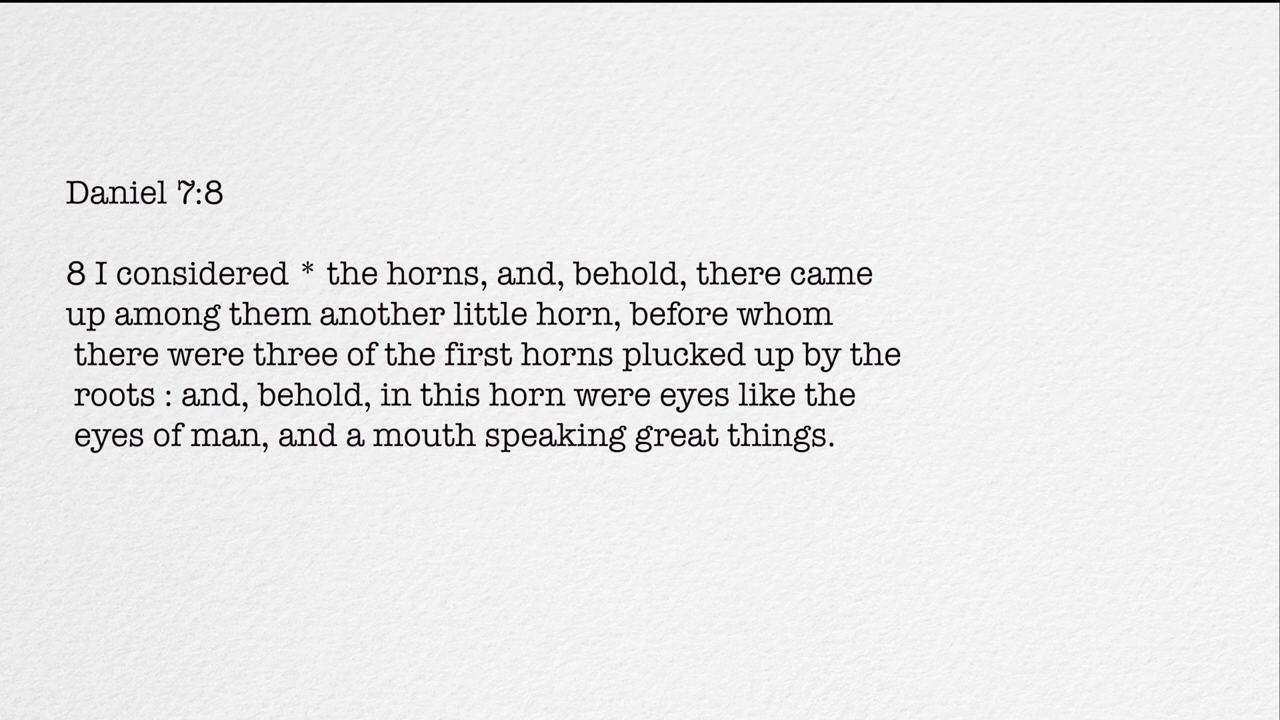 Daniel 7:8
8 I considered * the horns, and, behold, there came
up among them another little horn, before whom
there were three of the first horns plucked up by the
roots : and, behold, in this horn were eyes like the
eyes of man, and a mouth speaking great things.